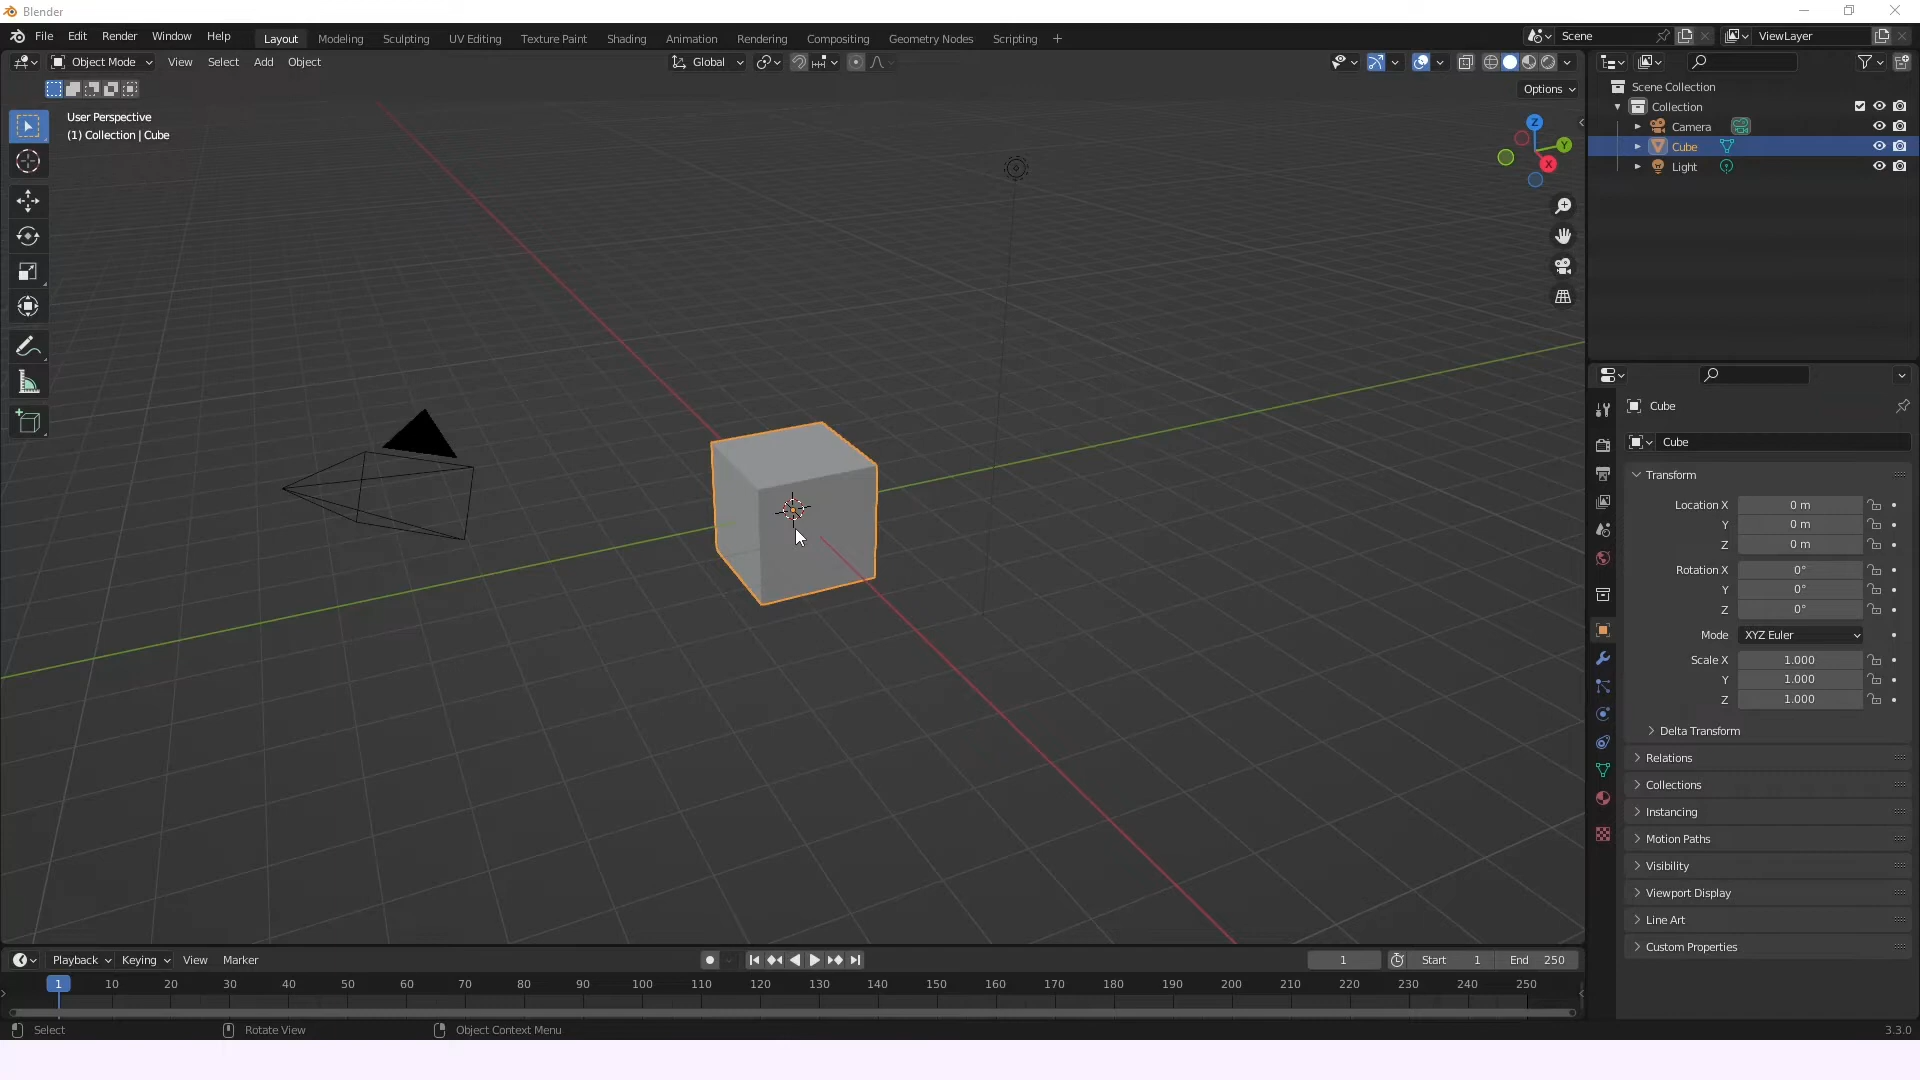 Blender
File Edit Render Window Help Layout Modeling Sculpting UV Editing Texture Paint Shading Animation Rendering Compositing Geometry Nodes Scripting + Scene ViewLayer
Object Mode View Select Add Object Global
Options
User Perspective
(1) Collection | Cube
Z
Y
X
Scene Collection
Collection
Camera
Cube
Light
Cube
Cube
Transform
Location X 0 m
Y 0 m
Z 0 m
Rotation X 0°
Y 0°
Z 0°
Mode XYZ Euler
Scale X 1.000
Y 1.000
Z 1.000
Delta Transform
Relations
Collections
Instancing
Motion Paths
Visibility
Viewport Display
Line Art
Custom Properties
Playback Keying View Marker 1 Start 1 End 250
1 10 20 30 40 50 60 70 80 90 100 110 120 130 140 150 160 170 180 190 200 210 220 230 240 250
Select Rotate View Object Context Menu 3.3.0